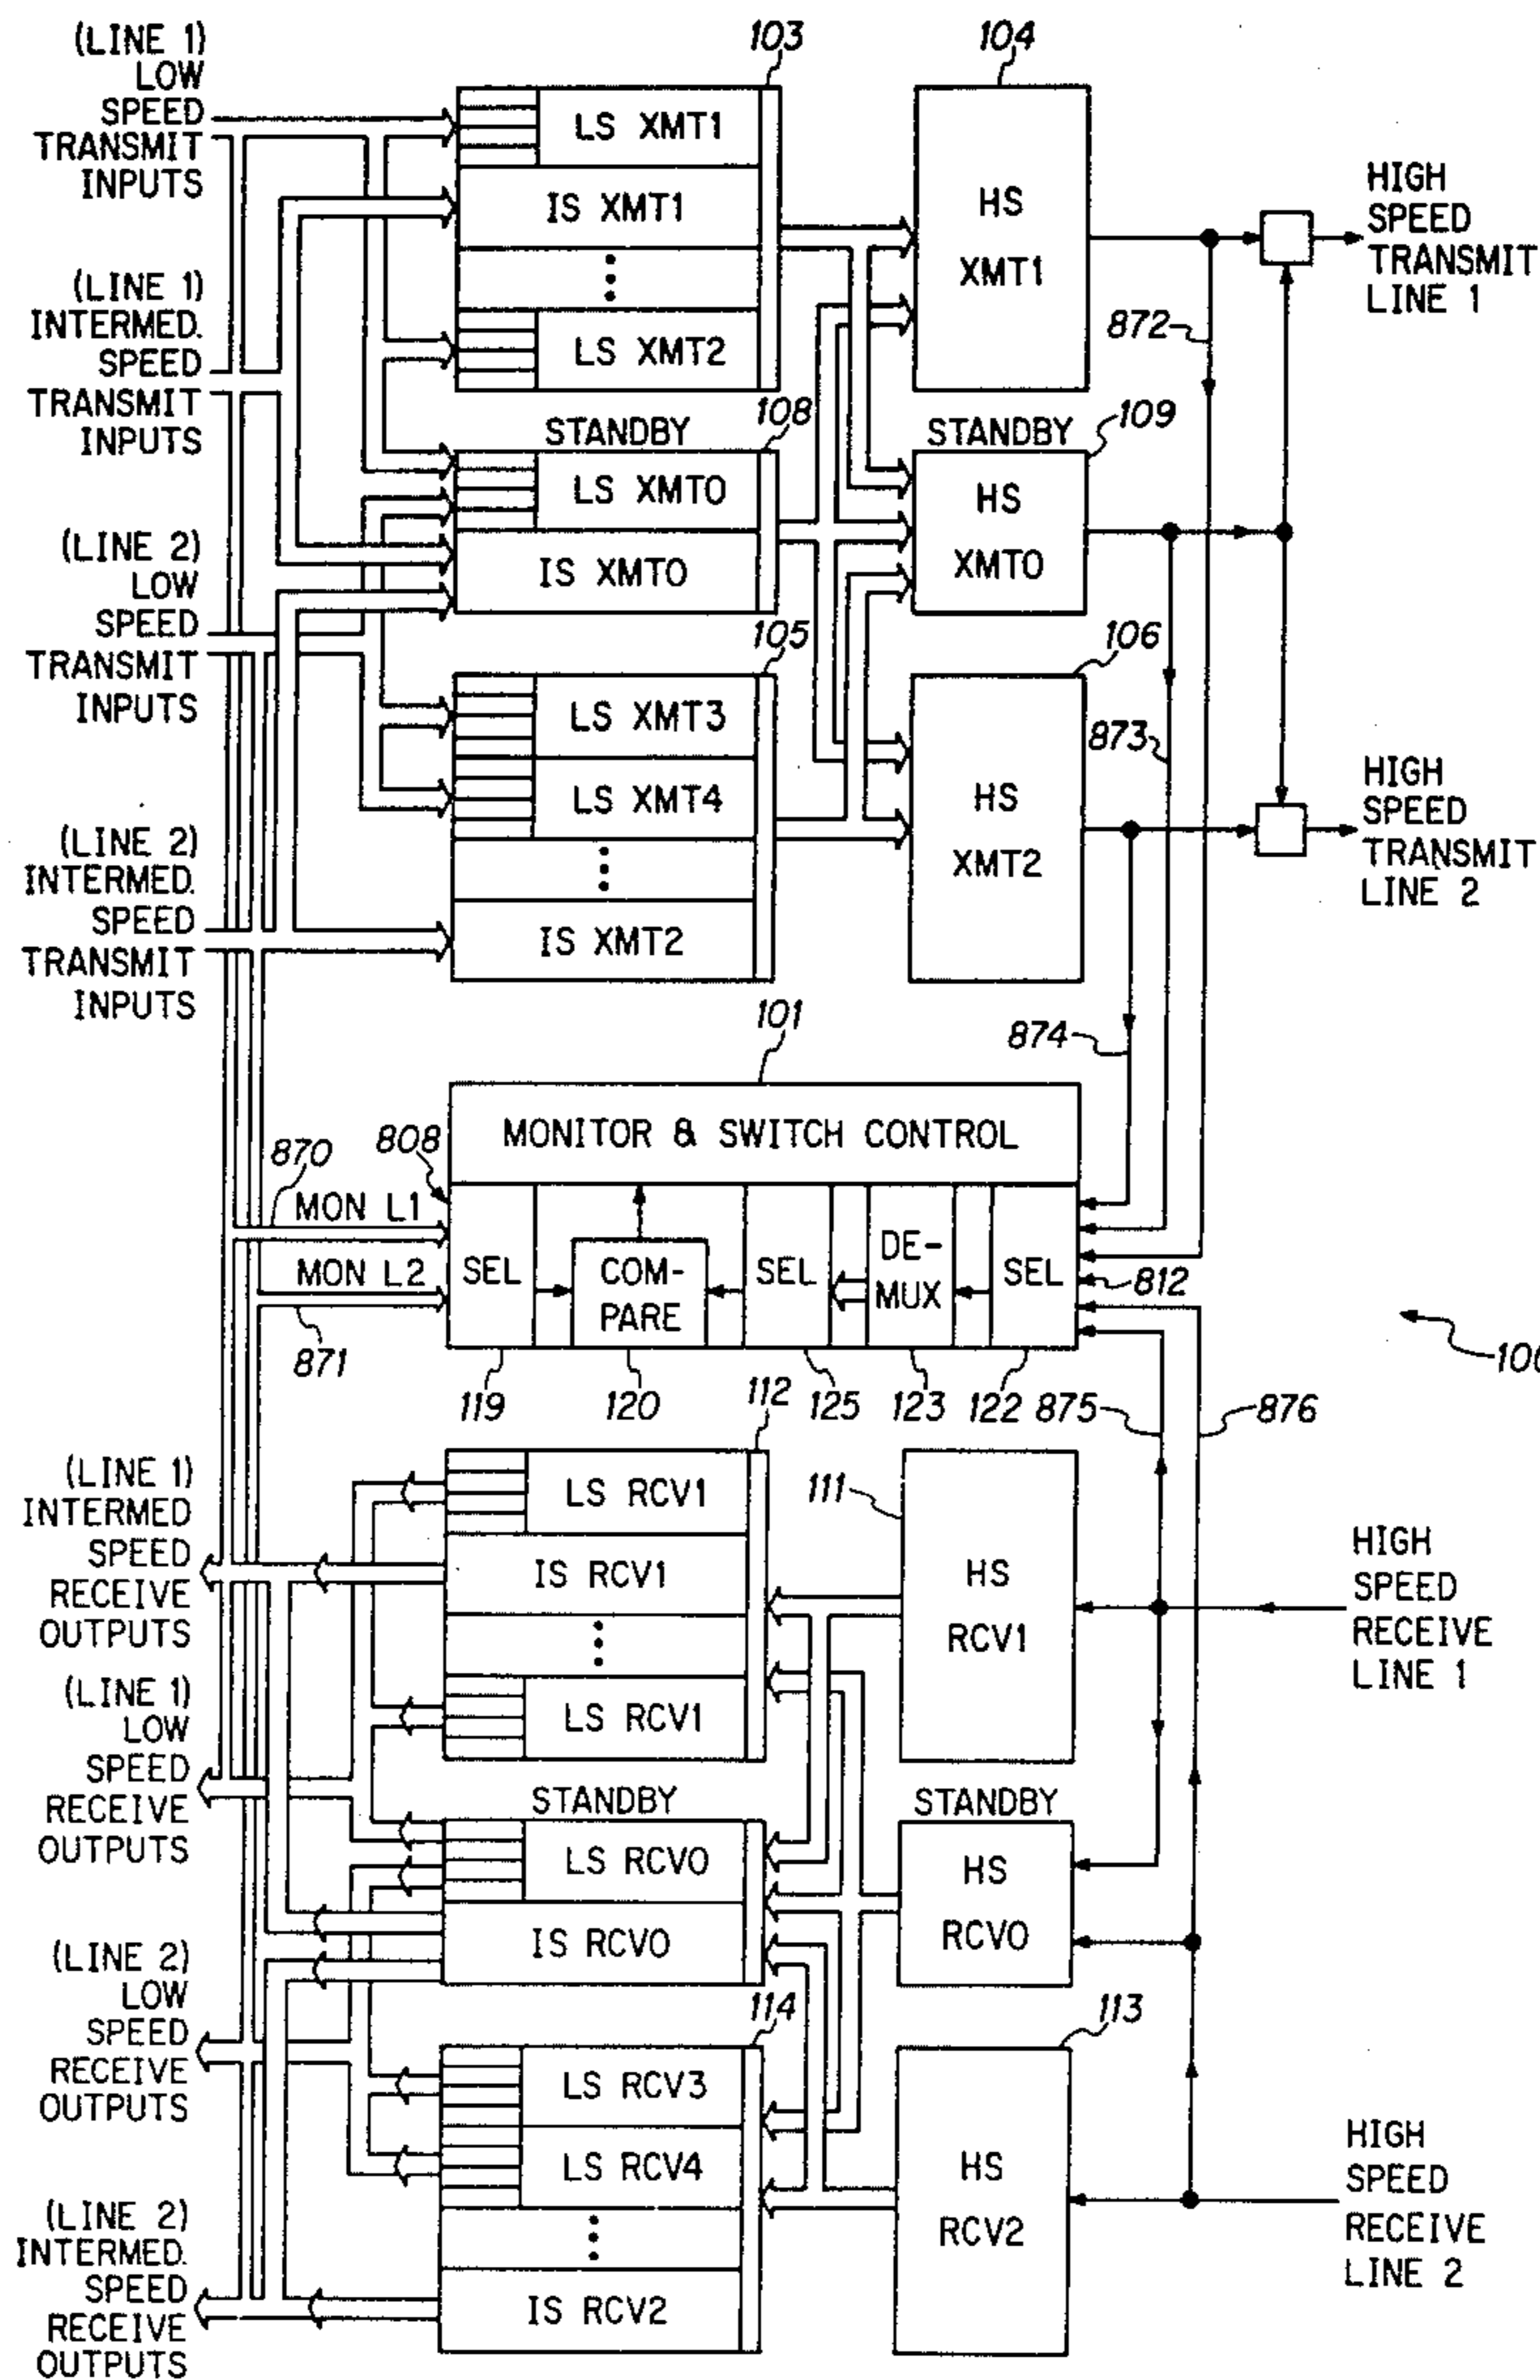 (LINE 1)
LOW
SPEED
TRANSMIT
INPUTS
103
LS XMT1
IS XMT1
LS XMT2
104
HS
XMT1
HIGH
SPEED
TRANSMIT
LINE 1
872
(LINE 1)
INTERMED.
SPEED
TRANSMIT
INPUTS
STANDBY
108
LS XMT0
IS XMT0
STANDBY
109
HS
XMT0
(LINE 2)
LOW
SPEED
TRANSMIT
INPUTS
105
LS XMT3
LS XMT4
IS XMT2
106
HS
XMT2
873
HIGH
SPEED
TRANSMIT
LINE 2
(LINE 2)
INTERMED.
SPEED
TRANSMIT
INPUTS
874
101
MONITOR & SWITCH CONTROL
870
808
MON L1
MON L2
871
SEL
COM-
PARE
SEL
DE-
MUX
SEL
812
119
120
125
123
122
875
876
112
(LINE 1)
INTERMED
SPEED
RECEIVE
OUTPUTS
LS RCV1
IS RCV1
LS RCV1
111
HS
RCV1
HIGH
SPEED
RECEIVE
LINE 1
(LINE 1)
LOW
SPEED
RECEIVE
OUTPUTS
STANDBY
LS RCV0
IS RCV0
STANDBY
HS
RCV0
(LINE 2)
LOW
SPEED
RECEIVE
OUTPUTS
114
LS RCV3
LS RCV4
IS RCV2
113
HS
RCV2
HIGH
SPEED
RECEIVE
LINE 2
(LINE 2)
INTERMED.
SPEED
RECEIVE
OUTPUTS